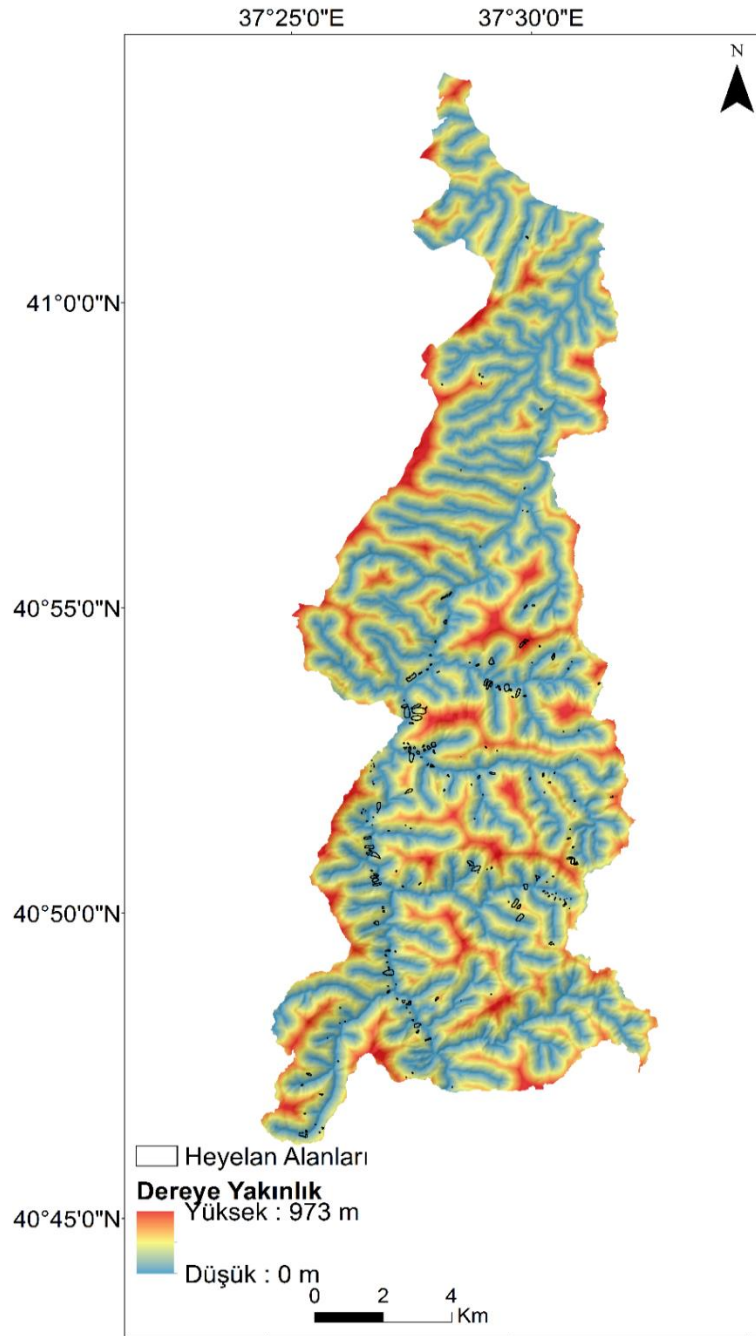 37°25'0"E 37°30'0"E
N
41°0'0"N
40°55'0"N
40°50'0"N
40°45'0"N
Heyelan Alanları
Dereye Yakınlık
Yüksek : 973 m
Düşük : 0 m
0 2 4
Km